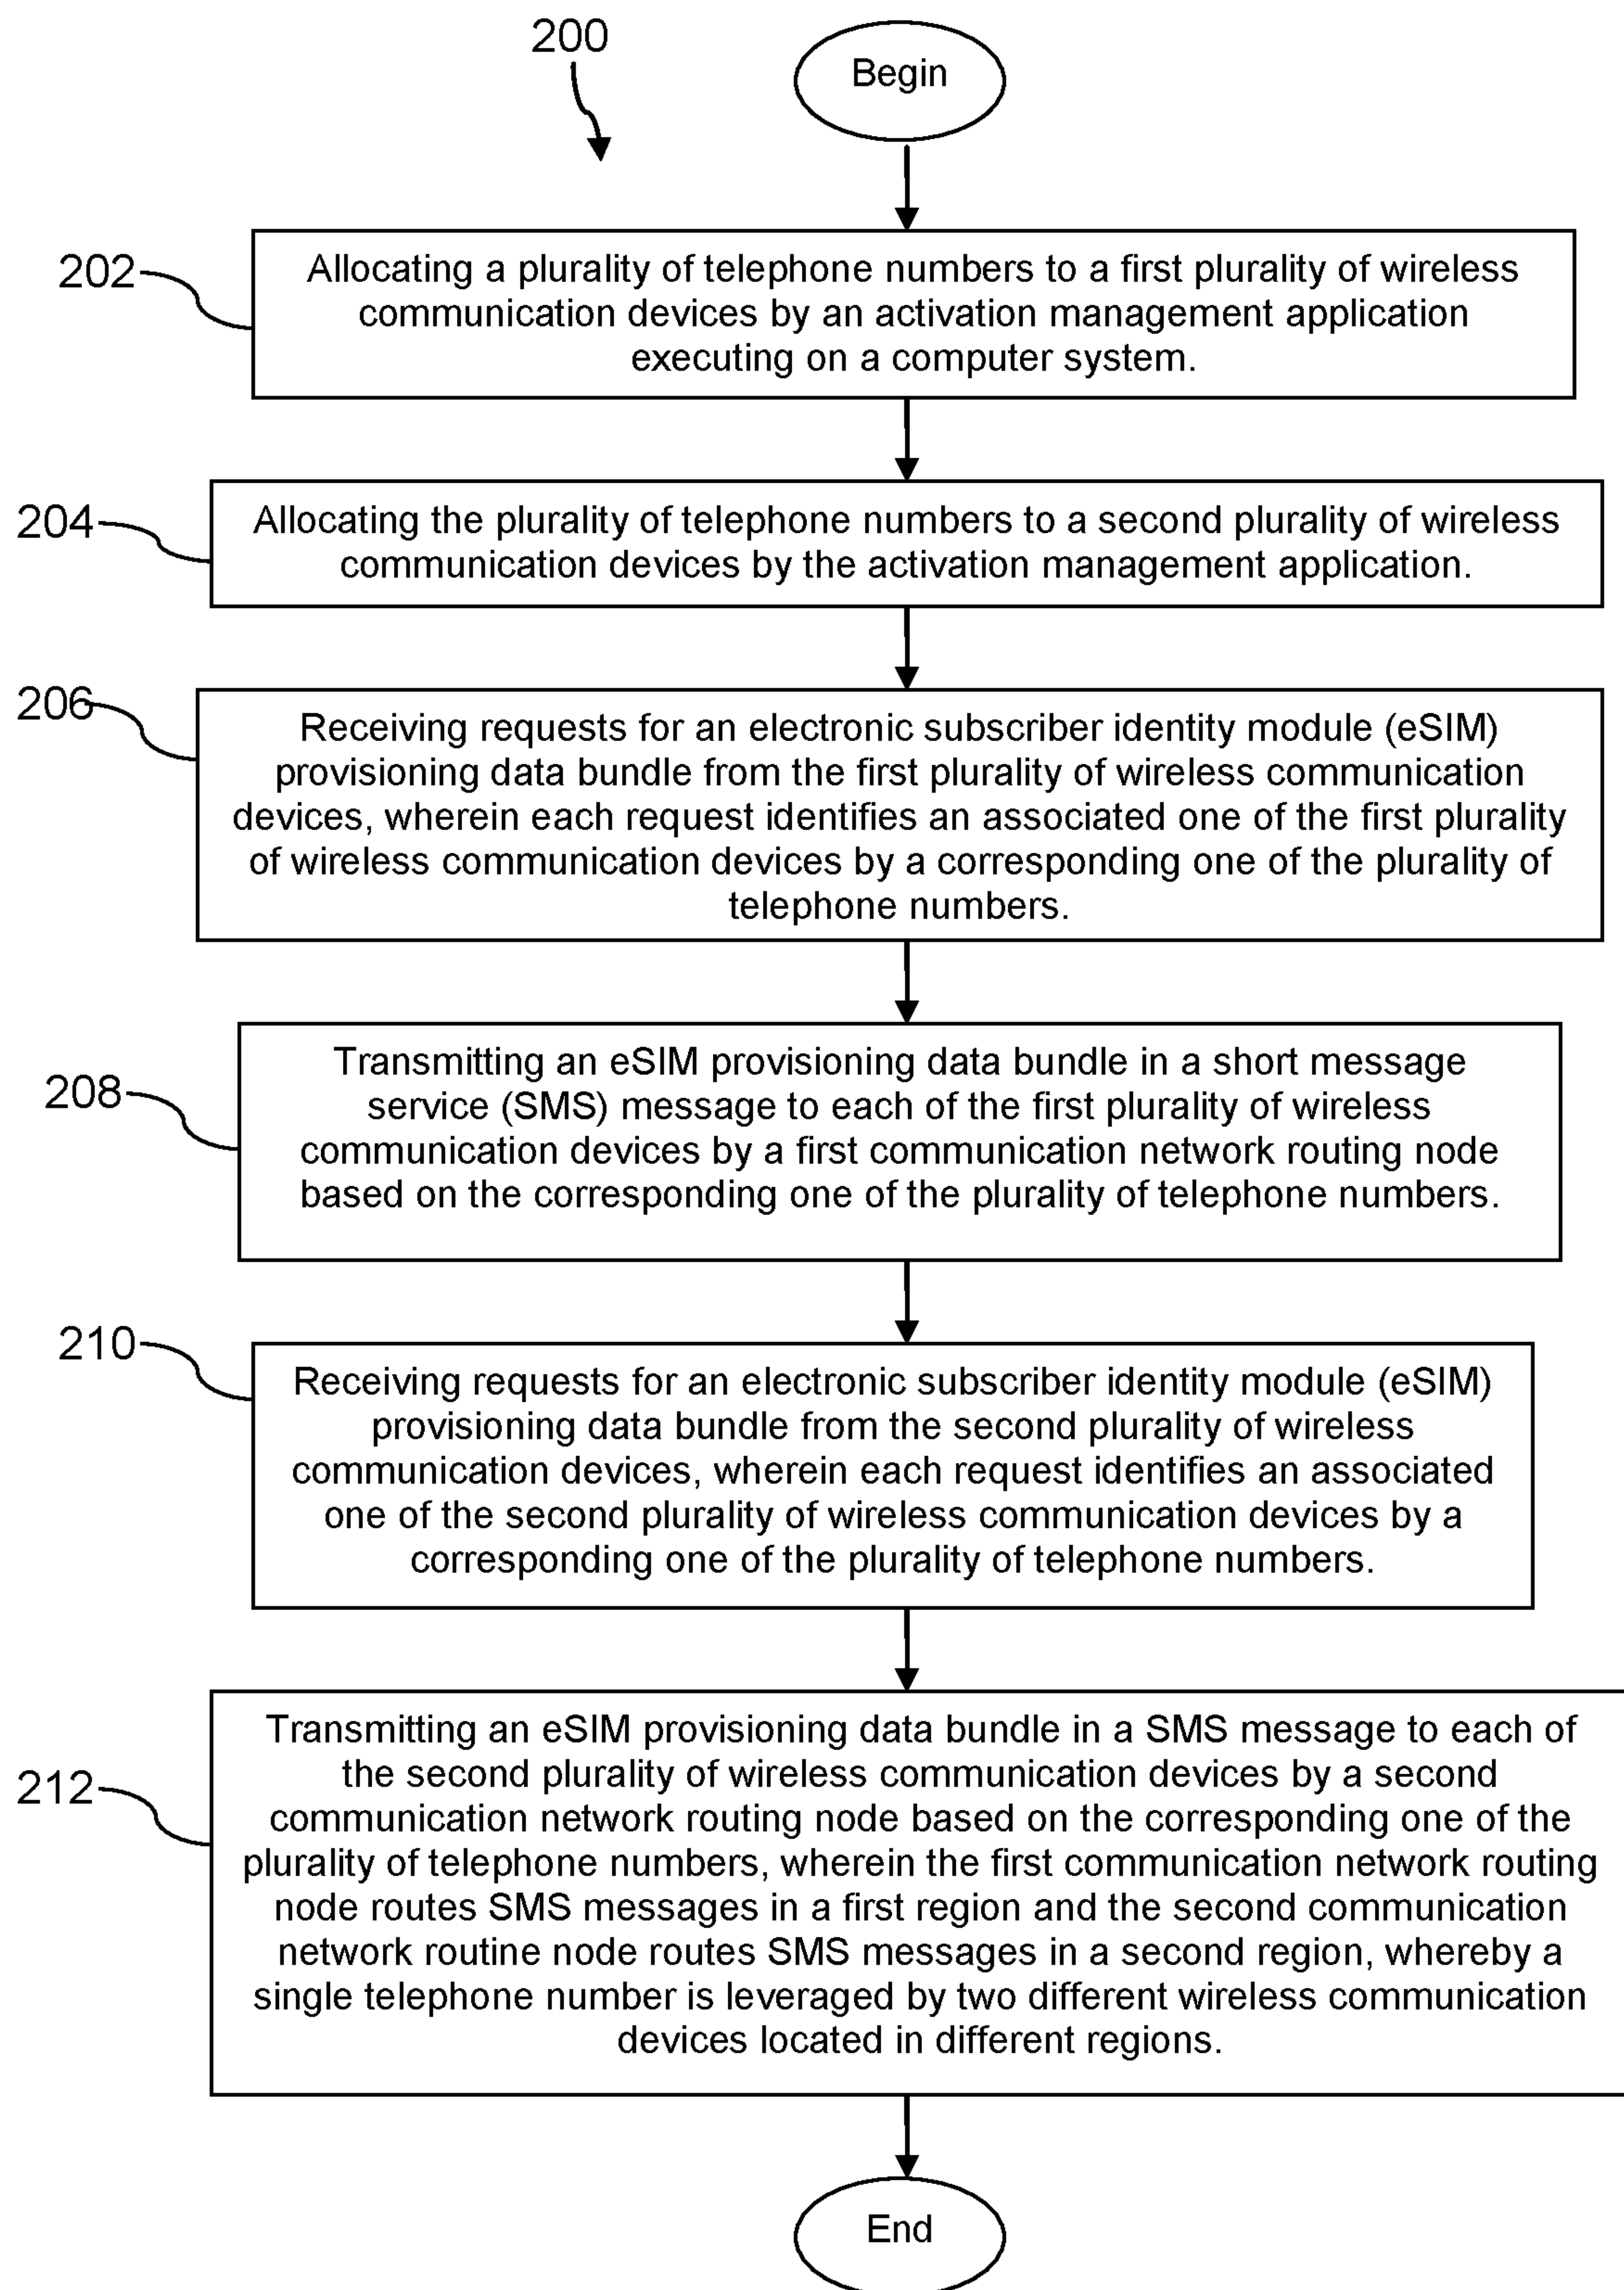 200
Begin
202
Allocating a plurality of telephone numbers to a first plurality of wireless
communication devices by an activation management application
executing on a computer system.
204
Allocating the plurality of telephone numbers to a second plurality of wireless
communication devices by the activation management application.
206
Receiving requests for an electronic subscriber identity module (eSIM)
provisioning data bundle from the first plurality of wireless communication
devices, wherein each request identifies an associated one of the first plurality
of wireless communication devices by a corresponding one of the plurality of
telephone numbers.
208
Transmitting an eSIM provisioning data bundle in a short message
service (SMS) message to each of the first plurality of wireless
communication devices by a first communication network routing node
based on the corresponding one of the plurality of telephone numbers.
210
Receiving requests for an electronic subscriber identity module (eSIM)
provisioning data bundle from the second plurality of wireless
communication devices, wherein each request identifies an associated
one of the second plurality of wireless communication devices by a
corresponding one of the plurality of telephone numbers.
212
Transmitting an eSIM provisioning data bundle in a SMS message to each of
the second plurality of wireless communication devices by a second
communication network routing node based on the corresponding one of the
plurality of telephone numbers, wherein the first communication network routing
node routes SMS messages in a first region and the second communication
network routine node routes SMS messages in a second region, whereby a
single telephone number is leveraged by two different wireless communication
devices located in different regions.
End